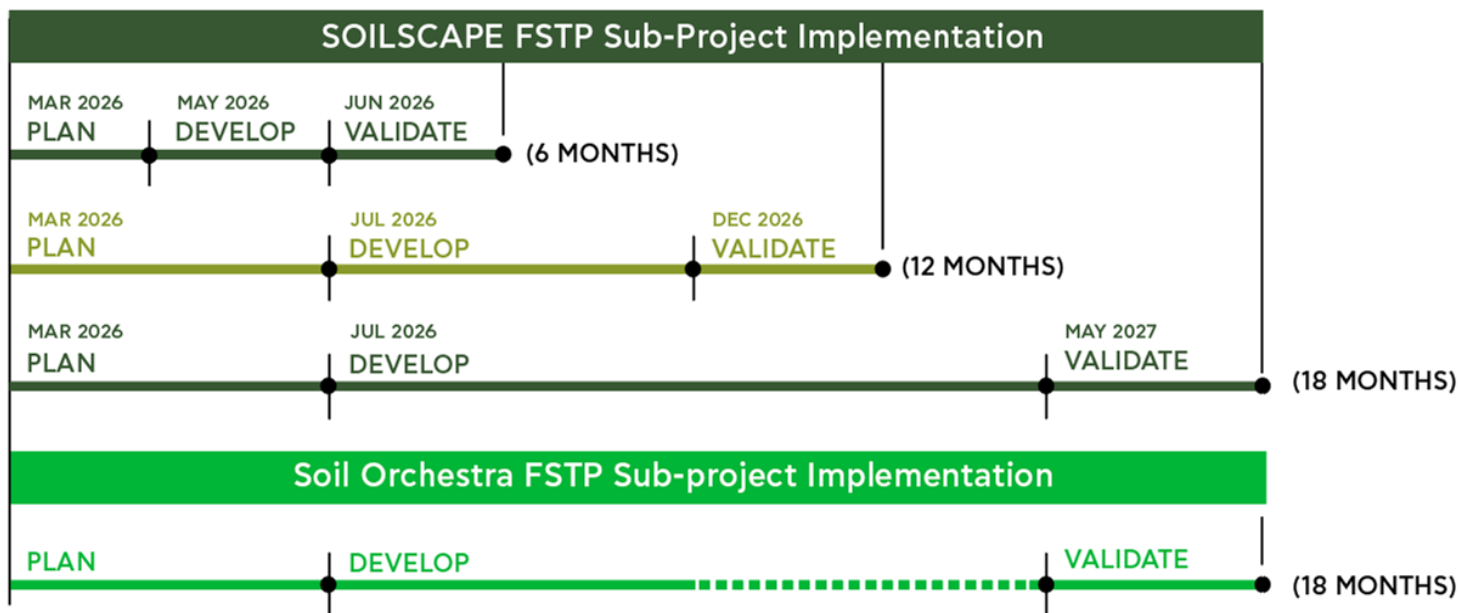 SOILSCAPE FSTP Sub-Project Implementation
MAR 2026 MAY 2026 JUN 2026
PLAN DEVELOP VALIDATE
(6 MONTHS)
MAR 2026 JUL 2026 DEC 2026
PLAN DEVELOP VALIDATE
(12 MONTHS)
MAR 2026 JUL 2026 MAY 2027
PLAN DEVELOP VALIDATE
(18 MONTHS)
Soil Orchestra FSTP Sub-project Implementation
PLAN DEVELOP VALIDATE
(18 MONTHS)